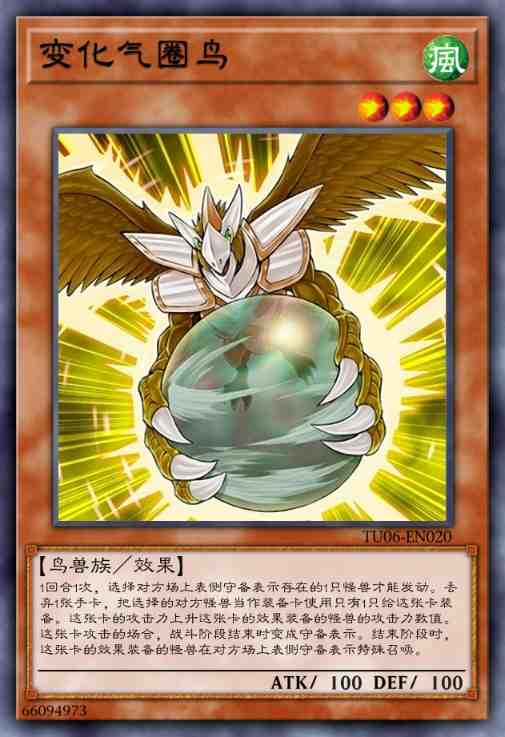 变化气圈鸟
風
TU06-EN020
【鸟兽族／效果】
1回合1次，选择对方场上表侧守备表示存在的1只怪兽才能发动。丢
弃1张手卡，把选择的对方怪兽当作装备卡使用只有1只给这张卡装
备。这张卡的攻击力上升这张卡的效果装备的怪兽的攻击力数值。
这张卡攻击的场合，战斗阶段结束时变成守备表示。结束阶段时，
这张卡的效果装备的怪兽在对方场上表侧守备表示特殊召唤。
ATK/ 100 DEF/ 100
66094973